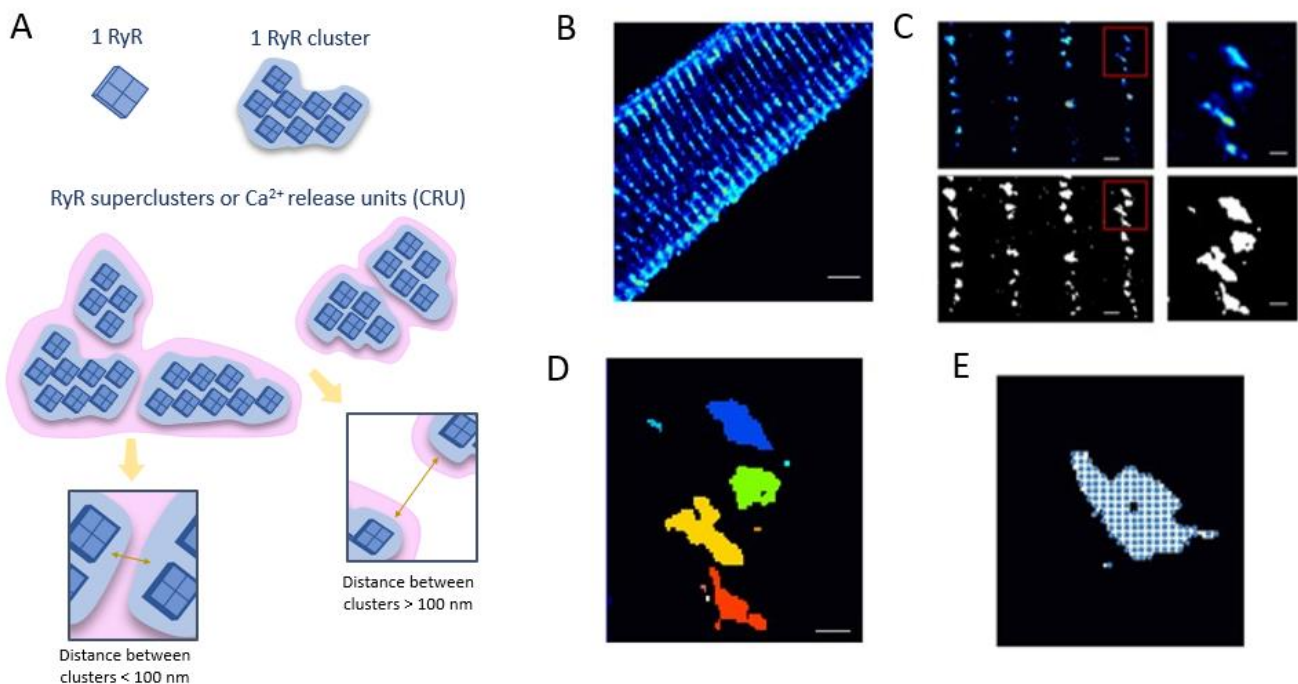 A
1 RyR
1 RyR cluster
RyR superclusters or Ca²⁺ release units (CRU)
Distance between
clusters < 100 nm
Distance between
clusters > 100 nm
B
C
D
E